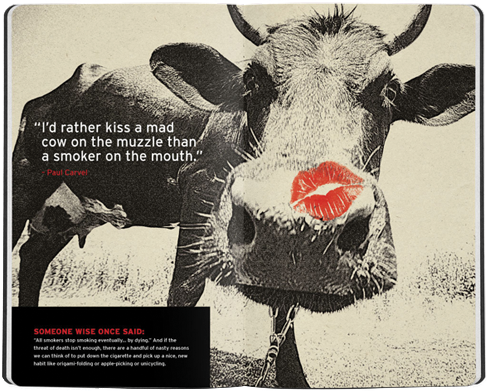 “I’d rather kiss a mad
cow on the muzzle than
a smoker on the mouth.”
Paul Carvel
SOMEONE WISE ONCE SAID:
"All smokers stop smoking eventually... by dying." And if the
threat of death isn't enough, there are a handful of nasty reasons
we can think of to put down the cigarette and pick up a nice, new
habit like origami-folding or apple-picking or unicycling.